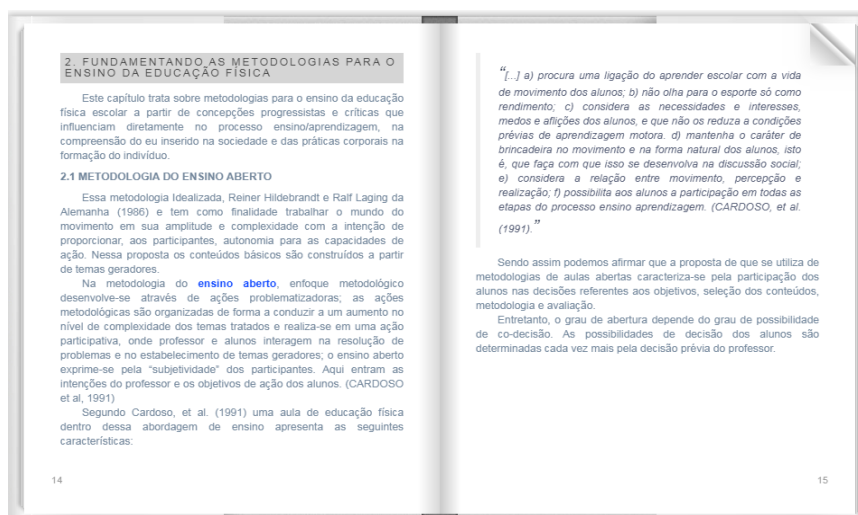 2. FUNDAMENTANDO AS METODOLOGIAS PARA O
ENSINO DA EDUCAÇÃO FÍSICA
Este capítulo trata sobre metodologias para o ensino da educação
física escolar a partir de concepções progressistas e críticas que
influenciam diretamente no processo ensino/aprendizagem, na
compreensão do eu inserido na sociedade e das práticas corporais na
formação do indivíduo.
2.1 METODOLOGIA DO ENSINO ABERTO
Essa metodologia Idealizada, Reiner Hildebrandt e Ralf Laging da
Alemanha (1986) e tem como finalidade trabalhar o mundo do
movimento em sua amplitude e complexidade com a intenção de
proporcionar, aos participantes, autonomia para as capacidades de
ação. Nessa proposta os conteúdos básicos são construídos a partir
de temas geradores.
Na metodologia do ensino aberto, enfoque metodológico
desenvolve-se através de ações problematizadoras; as ações
metodológicas são organizadas de forma a conduzir a um aumento no
nível de complexidade dos temas tratados e realiza-se em uma ação
participativa, onde professor e alunos interagem na resolução de
problemas e no estabelecimento de temas geradores; o ensino aberto
exprime-se pela “subjetividade” dos participantes. Aqui entram as
intenções do professor e os objetivos de ação dos alunos. (CARDOSO
et al, 1991)
Segundo Cardoso, et al. (1991) uma aula de educação física
dentro dessa abordagem de ensino apresenta as seguintes
características:
14
“[...] a) procura uma ligação do aprender escolar com a vida
de movimento dos alunos; b) não olha para o esporte só como
rendimento; c) considera as necessidades e interesses,
medos e aflições dos alunos, e que não os reduza a condições
prévias de aprendizagem motora. d) mantenha o caráter de
brincadeira no movimento e na forma natural dos alunos, isto
é, que faça com que isso se desenvolva na discussão social;
e) considera a relação entre movimento, percepção e
realização; f) possibilita aos alunos a participação em todas as
etapas do processo ensino aprendizagem. (CARDOSO, et al.
(1991).”
Sendo assim podemos afirmar que a proposta de que se utiliza de
metodologias de aulas abertas caracteriza-se pela participação dos
alunos nas decisões referentes aos objetivos, seleção dos conteúdos,
metodologia e avaliação.
Entretanto, o grau de abertura depende do grau de possibilidade
de co-decisão. As possibilidades de decisão dos alunos são
determinadas cada vez mais pela decisão prévia do professor.
15